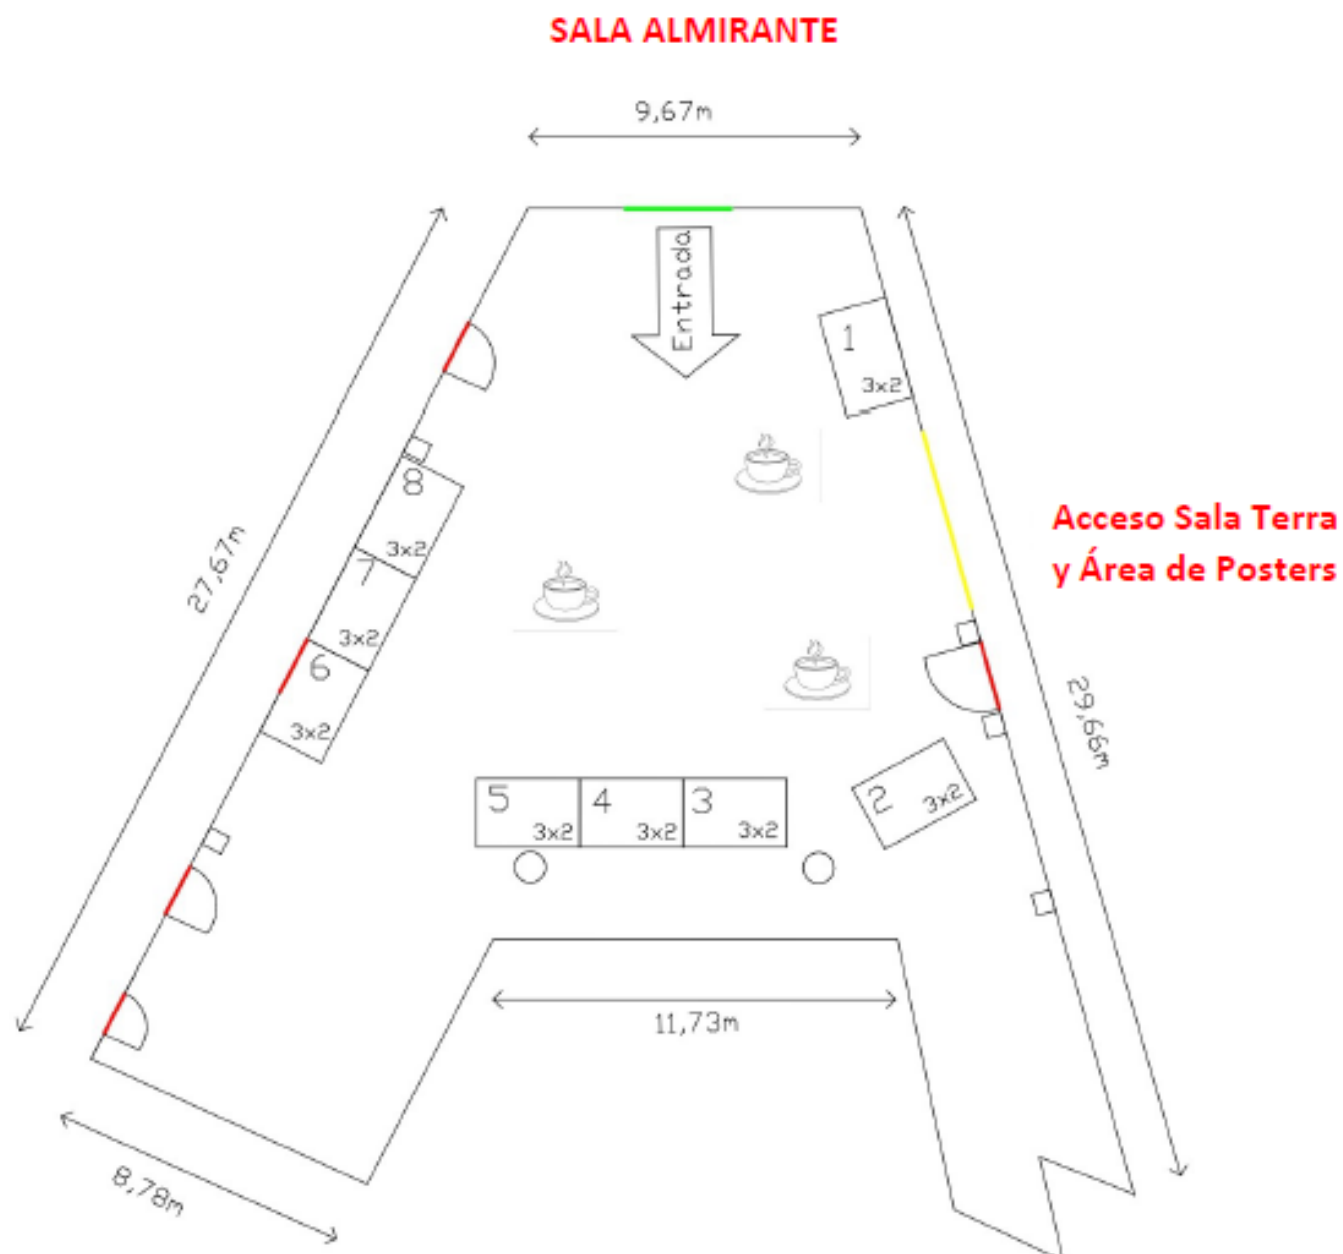 SALA ALMIRANTE
9,67m
Entrada
1
3x2
8
3x2
7
3x2
6
3x2
27,67m
Acceso Sala Terra
y Área de Posters
29,66m
5
3x2
4
3x2
3
3x2
2
3x2
11,73m
8,78m